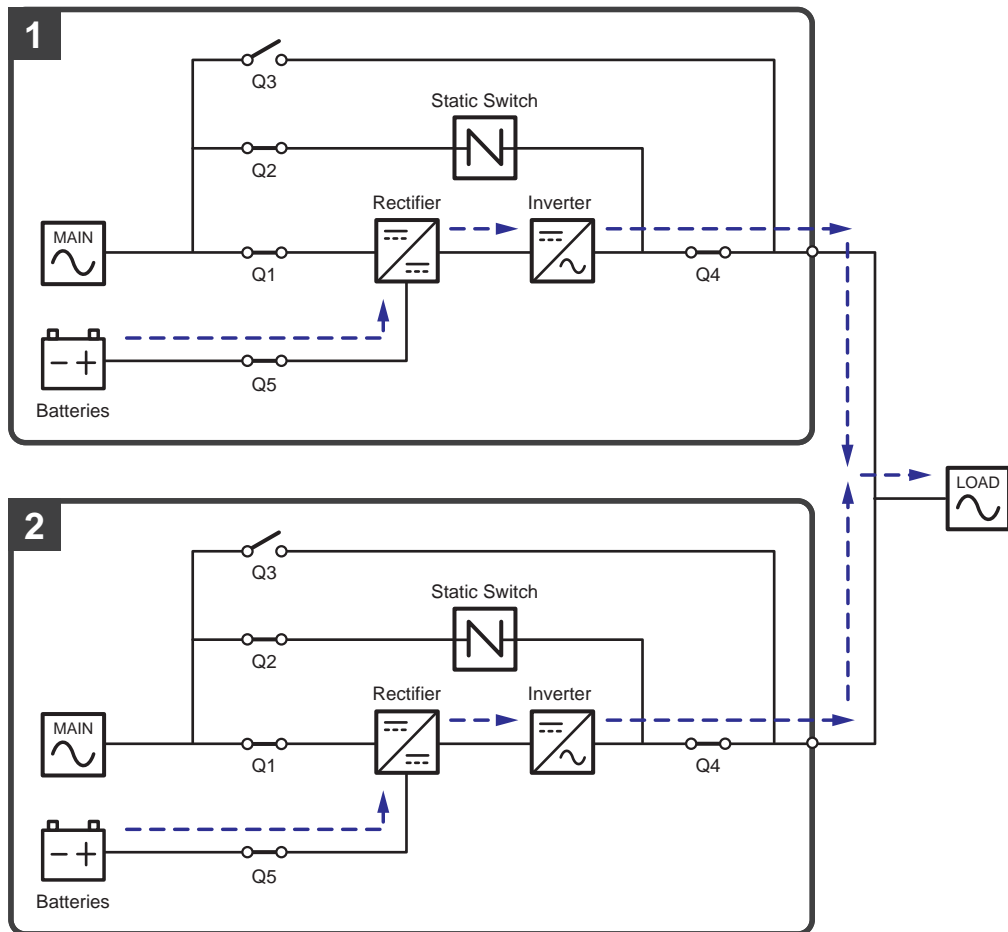 1
Q3
Static Switch
Q2
Rectifier
Inverter
MAIN
Q1
Q4
Q5
Batteries
LOAD
2
Q3
Static Switch
Q2
Rectifier
Inverter
MAIN
Q1
Q4
Q5
Batteries